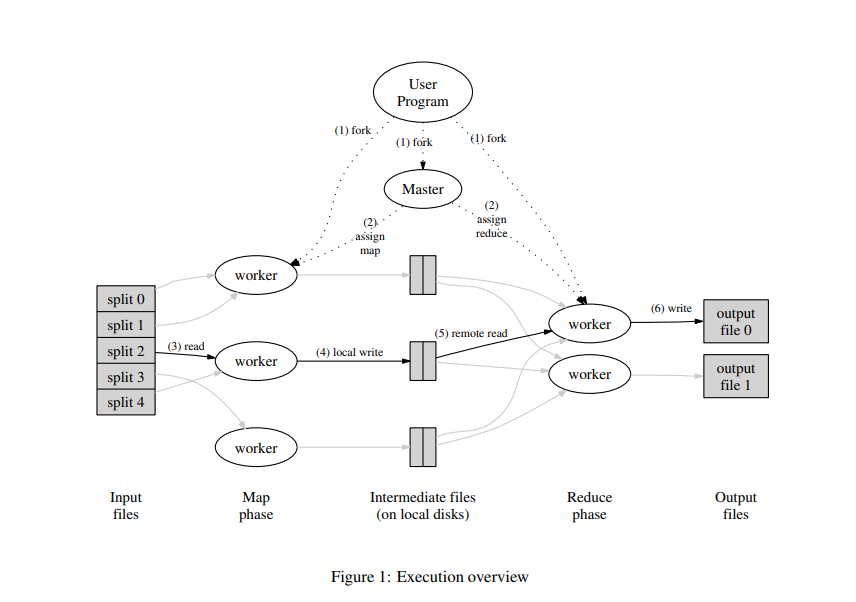 User
Program
(1) fork
(1) fork
(1) fork
Master
(2)
assign
map
(2)
assign
reduce
split 0
split 1
split 2
split 3
split 4
(3) read
worker
worker
worker
(4) local write
(5) remote read
worker
worker
(6) write
output
file 0
output
file 1
Input
files
Map
phase
Intermediate files
(on local disks)
Reduce
phase
Output
files
Figure 1: Execution overview